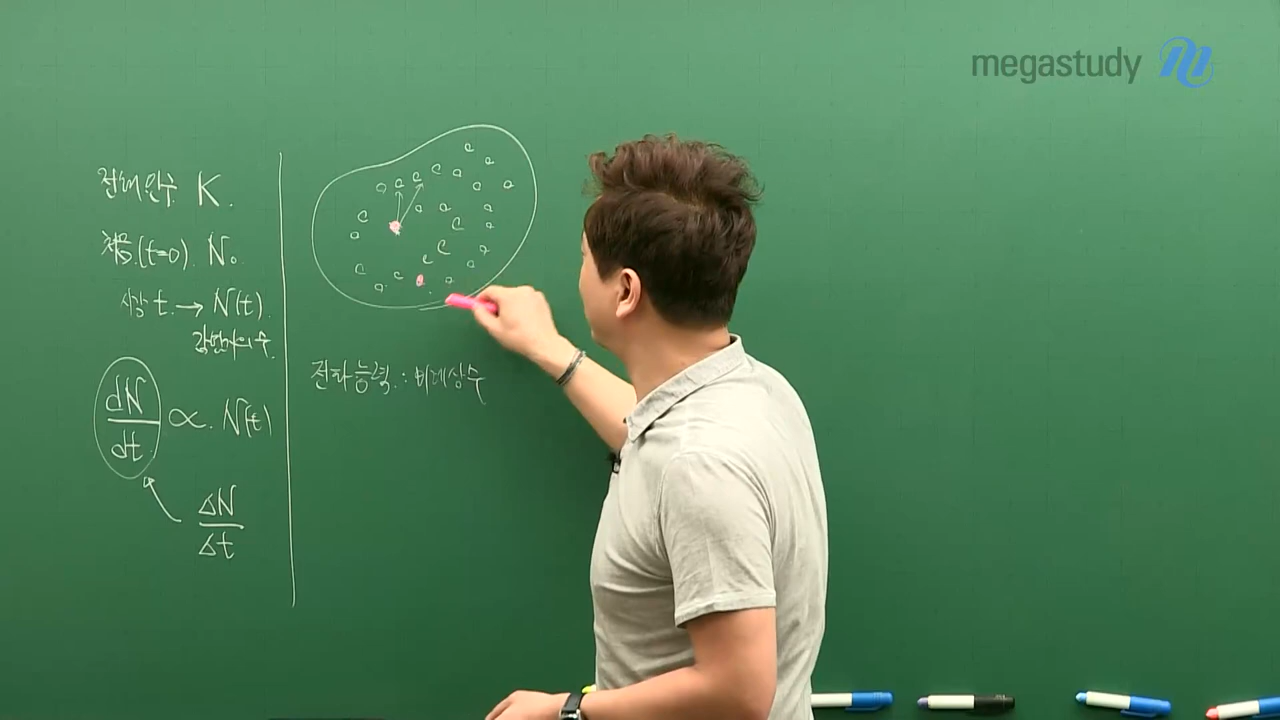 megastudy
전체인구 K.
처음(t=0). N₀
시각 t. → N(t).
감염자의 수.
dN/dt ∝ N(t)
ΔN/Δt
전파능력. : 비례상수